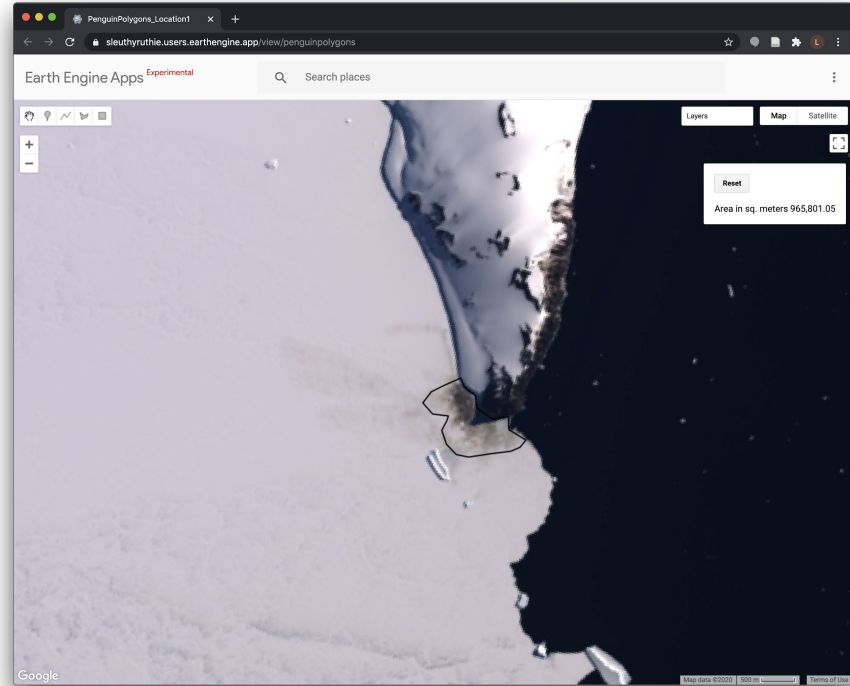 PenguinPolygons_Location1
sleuthyruthie.users.earthengine.app/view/penguinpolygons
L
Earth Engine Apps Experimental
Search places
Layers
Map
Satellite
+
−
Reset
Area in sq. meters 965,801.05
Google
Map data ©2020
500 m
Terms of Use